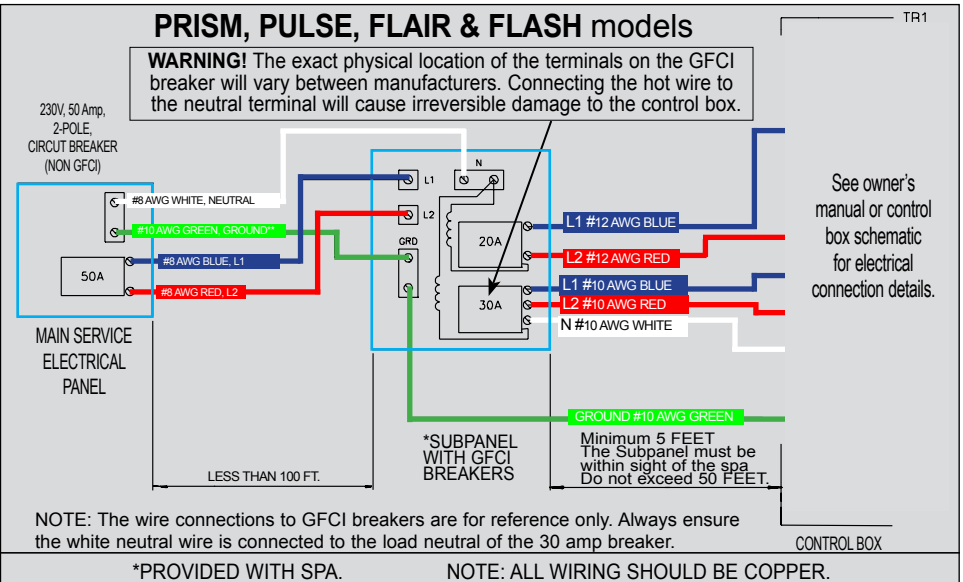 PRISM, PULSE, FLAIR & FLASH models
TB1
WARNING! The exact physical location of the terminals on the GFCI
breaker will vary between manufacturers. Connecting the hot wire to
the neutral terminal will cause irreversible damage to the control box.
230V, 50 Amp,
2-POLE,
CIRCUT BREAKER
(NON GFCI)
#8 AWG WHITE, NEUTRAL
#10 AWG GREEN, GROUND**
#8 AWG BLUE, L1
#8 AWG RED, L2
50A
MAIN SERVICE
ELECTRICAL
PANEL
L1
N
L2
GRD
20A
30A
L1 #12 AWG BLUE
L2 #12 AWG RED
L1 #10 AWG BLUE
L2 #10 AWG RED
N #10 AWG WHITE
GROUND #10 AWG GREEN
See owner's
manual or control
box schematic
for electrical
connection details.
*SUBPANEL
WITH GFCI
BREAKERS
Minimum 5 FEET
The Subpanel must be
within sight of the spa
Do not exceed 50 FEET.
LESS THAN 100 FT.
NOTE: The wire connections to GFCI breakers are for reference only. Always ensure
the white neutral wire is connected to the load neutral of the 30 amp breaker.
CONTROL BOX
*PROVIDED WITH SPA.
NOTE: ALL WIRING SHOULD BE COPPER.